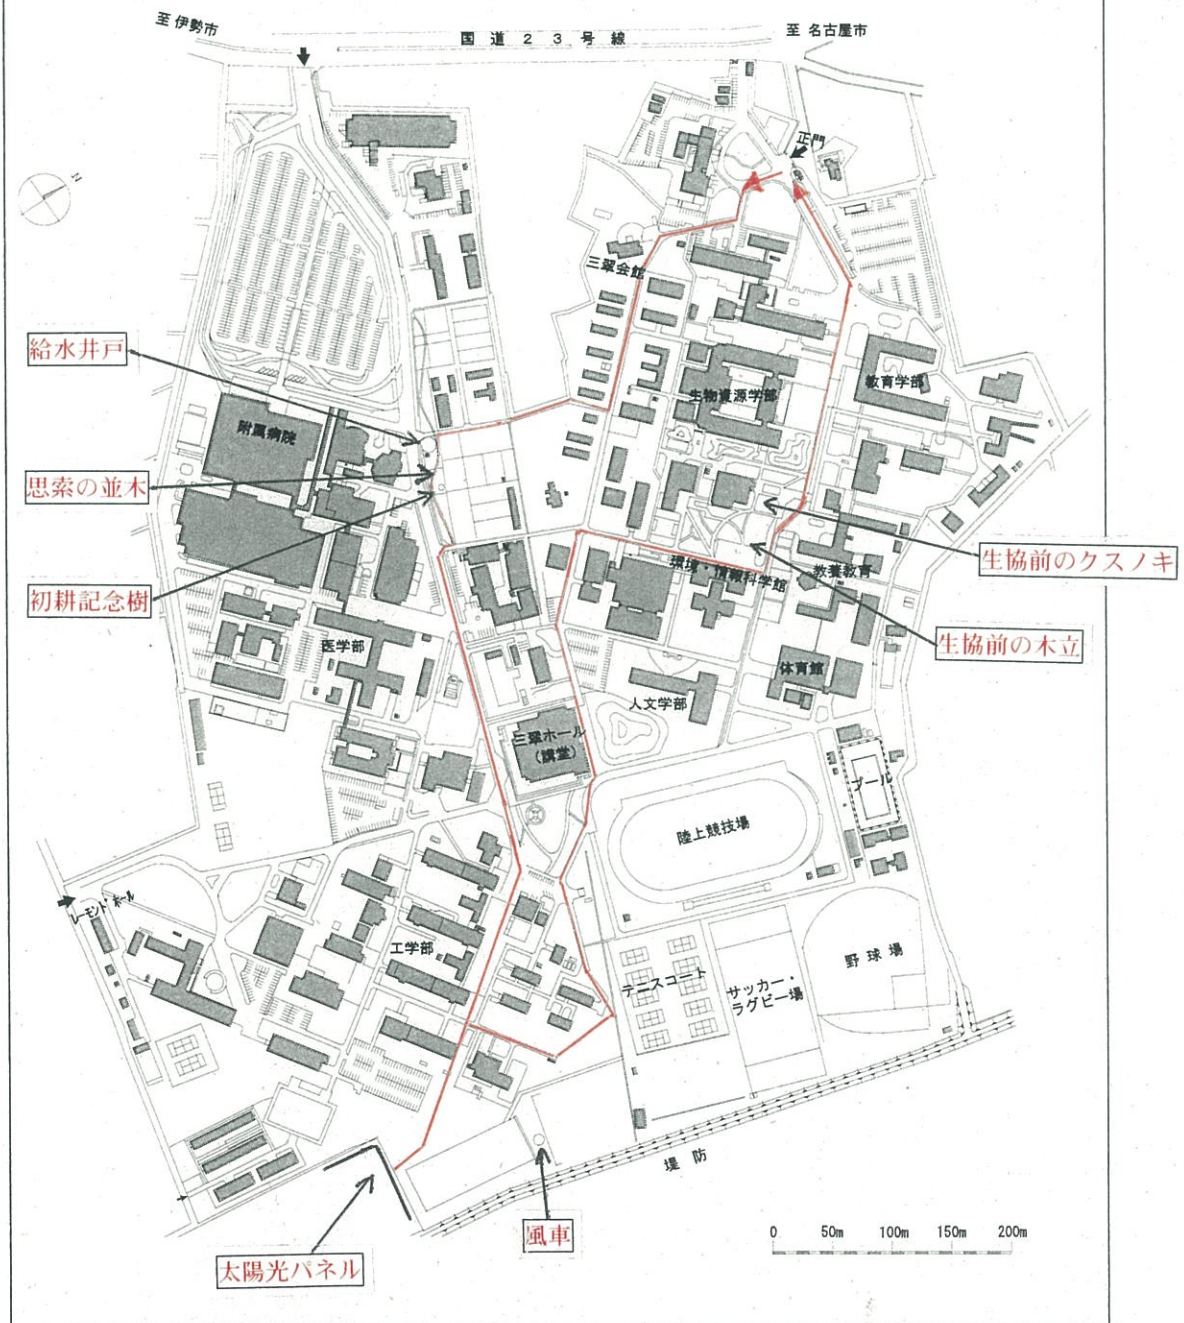 至 伊勢市
国道23号線
至 名古屋市
正門
N
三翠会館
給水井戸
教育学部
生物資源学部
附属病院
思索の並木
生協前のクスノキ
環境・情報科学館
教養教育
初耕記念樹
生協前の木立
医学部
体育館
人文学部
三翠ホール
(講堂)
プール
陸上競技場
レーモンドホール
工学部
野球場
テニスコート
サッカー・
ラグビー場
堤防
風車
0 50m 100m 150m 200m
太陽光パネル